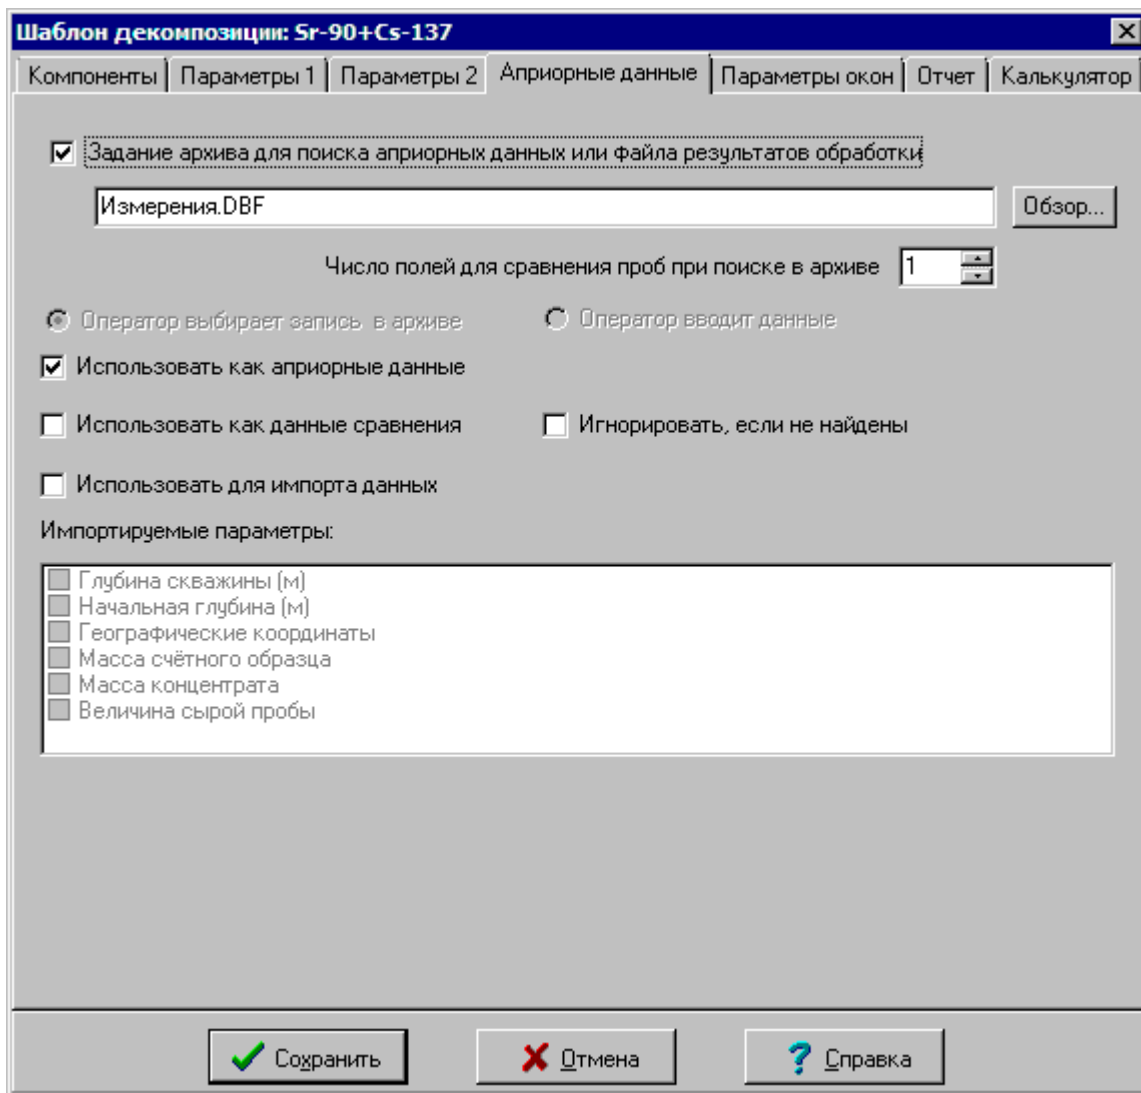 Шаблон декомпозиции: Sr-90+Cs-137
Компоненты Параметры 1 Параметры 2 Априорные данные Параметры окон Отчет Калькулятор
Задание архива для поиска априорных данных или файла результатов обработки
Измерения.DBF Обзор...
Число полей для сравнения проб при поиске в архиве 1
Оператор выбирает запись в архиве Оператор вводит данные
Использовать как априорные данные
Использовать как данные сравнения Игнорировать, если не найдены
Использовать для импорта данных
Импортируемые параметры:
Глубина скважины (м)
Начальная глубина (м)
Географические координаты
Масса счётного образца
Масса концентрата
Величина сырой пробы
Сохранить Отмена Справка